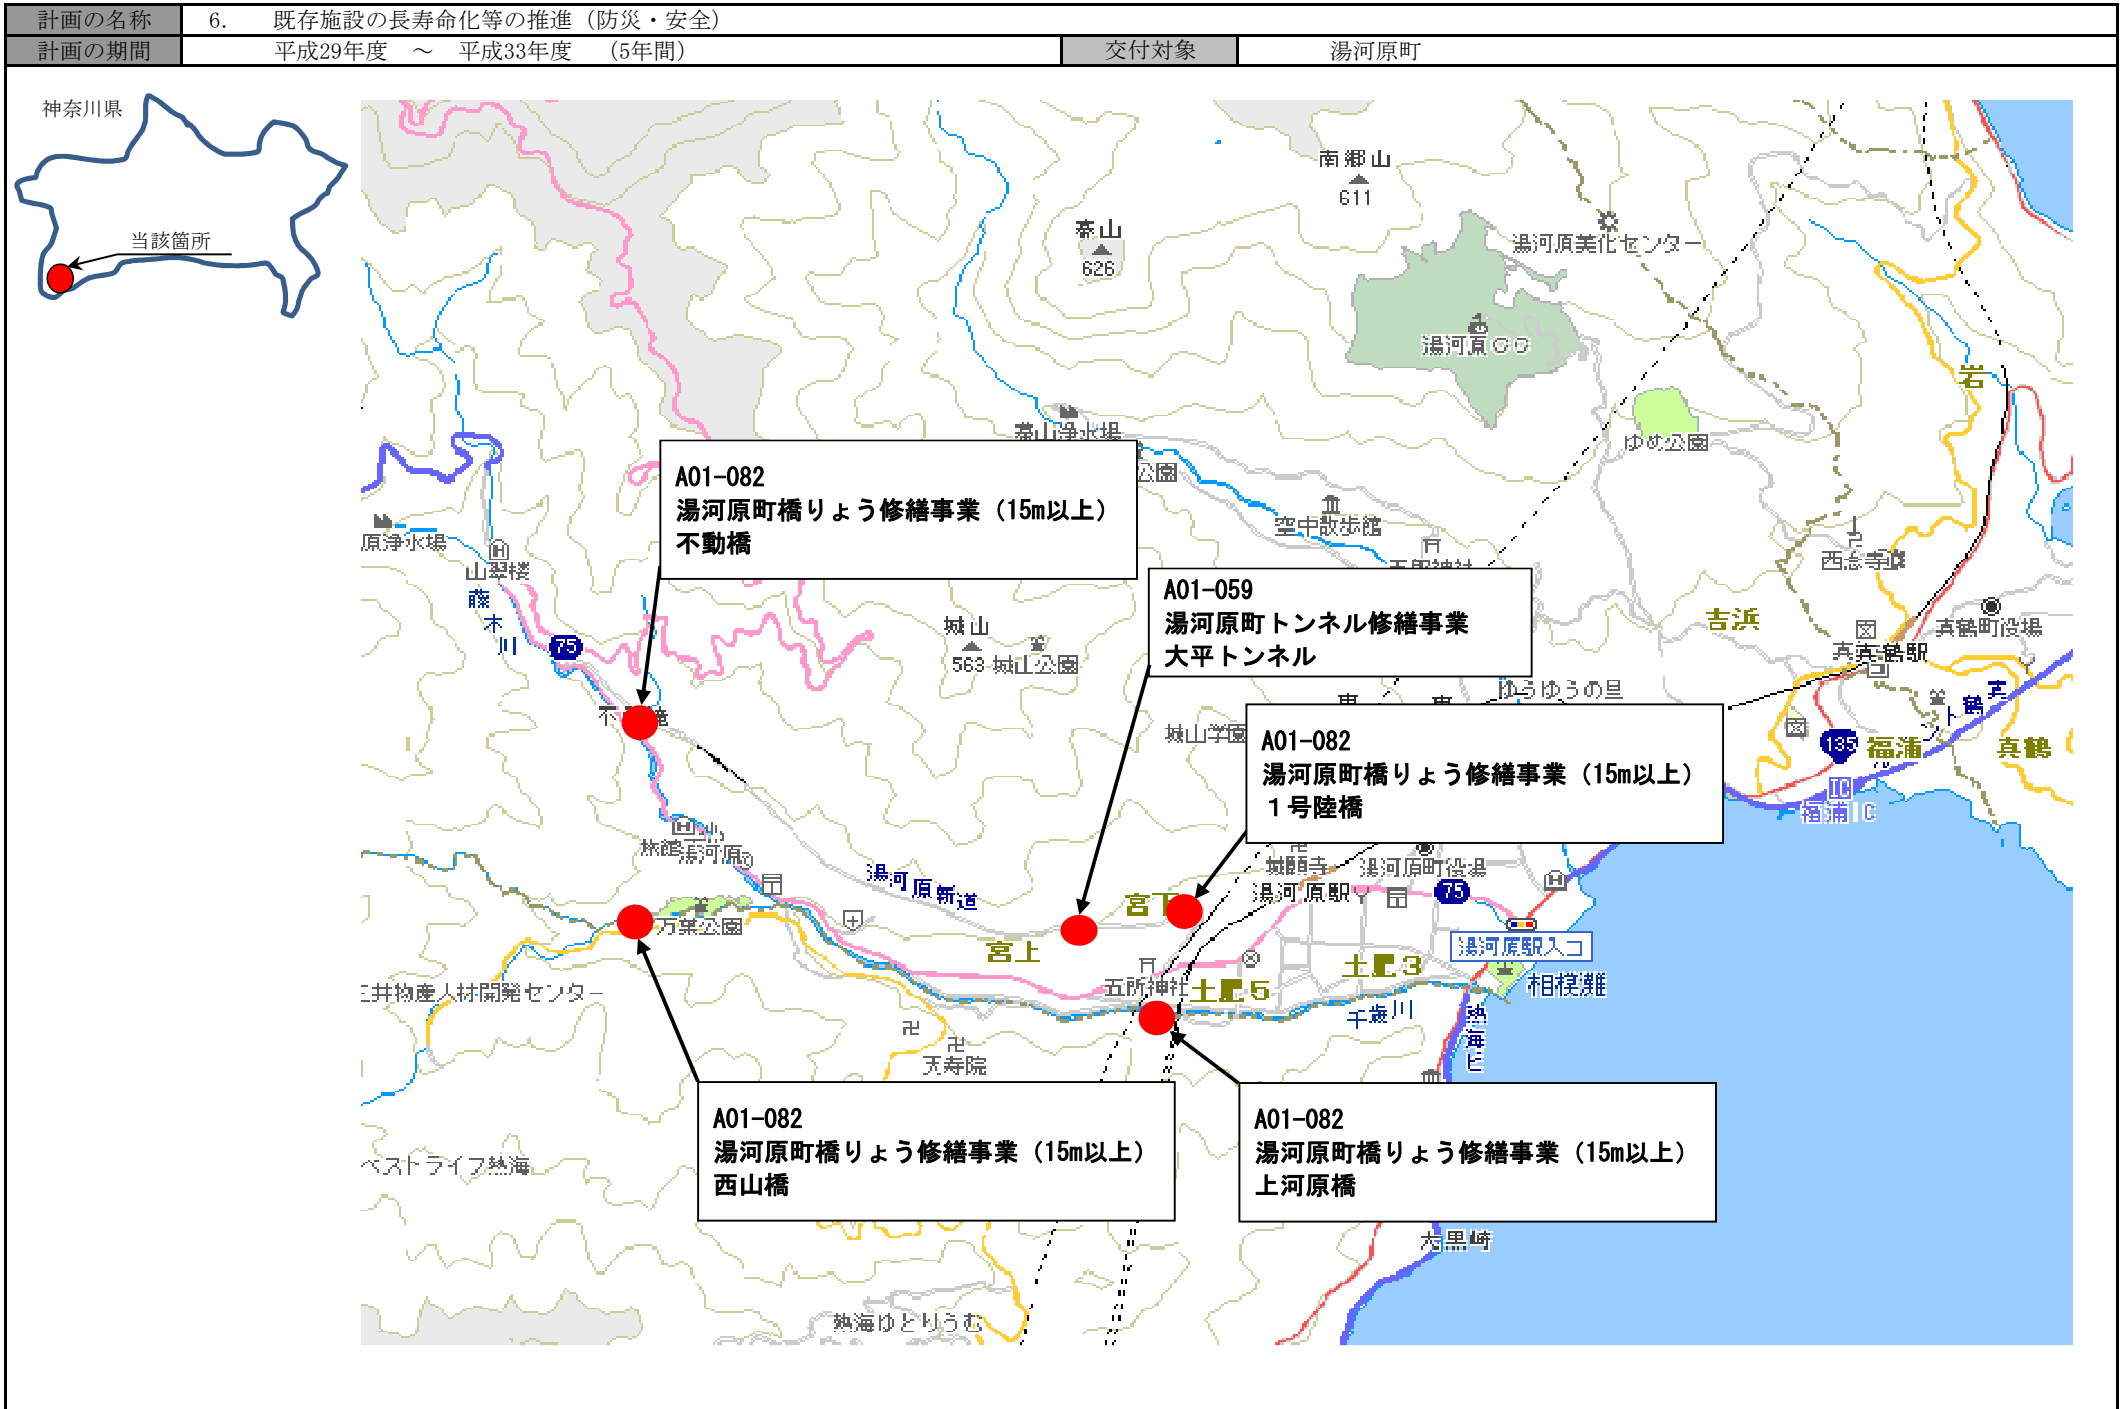 計画の名称 6. 既存施設の長寿命化等の推進（防災・安全）
計画の期間 平成29年度 ～ 平成33年度 （5年間） 交付対象 湯河原町
神奈川県
当該箇所
南郷山
611
幕山
626
湯河原美化センター
湯河原CC
岩
ゆめ公園
幕山浄水場
公園
A01-082
湯河原町橋りょう修繕事業（15m以上）
不動橋
空中散歩館
原浄水場
山翠楼
藤木川
75
西念寺
A01-059
湯河原町トンネル修繕事業
大平トンネル
吉浜
真鶴町役場
真鶴駅
城山
563
城山公園
ゆうゆうの里
城山学園
A01-082
湯河原町橋りょう修繕事業（15m以上）
１号陸橋
135
福浦
真鶴
IC
福浦IC
旅館
湯河原
湯河原新道
城願寺
湯河原町役場
湯河原駅
75
宮下
万葉公園
宮上
湯河原駅入口
土肥3
五所神社
土肥5
相模灘
千歳川
三井物産人材開発センター
熱海ビ
天寿院
A01-082
湯河原町橋りょう修繕事業（15m以上）
西山橋
A01-082
湯河原町橋りょう修繕事業（15m以上）
上河原橋
ベストライフ熱海
大黒崎
熱海ゆとりうむ